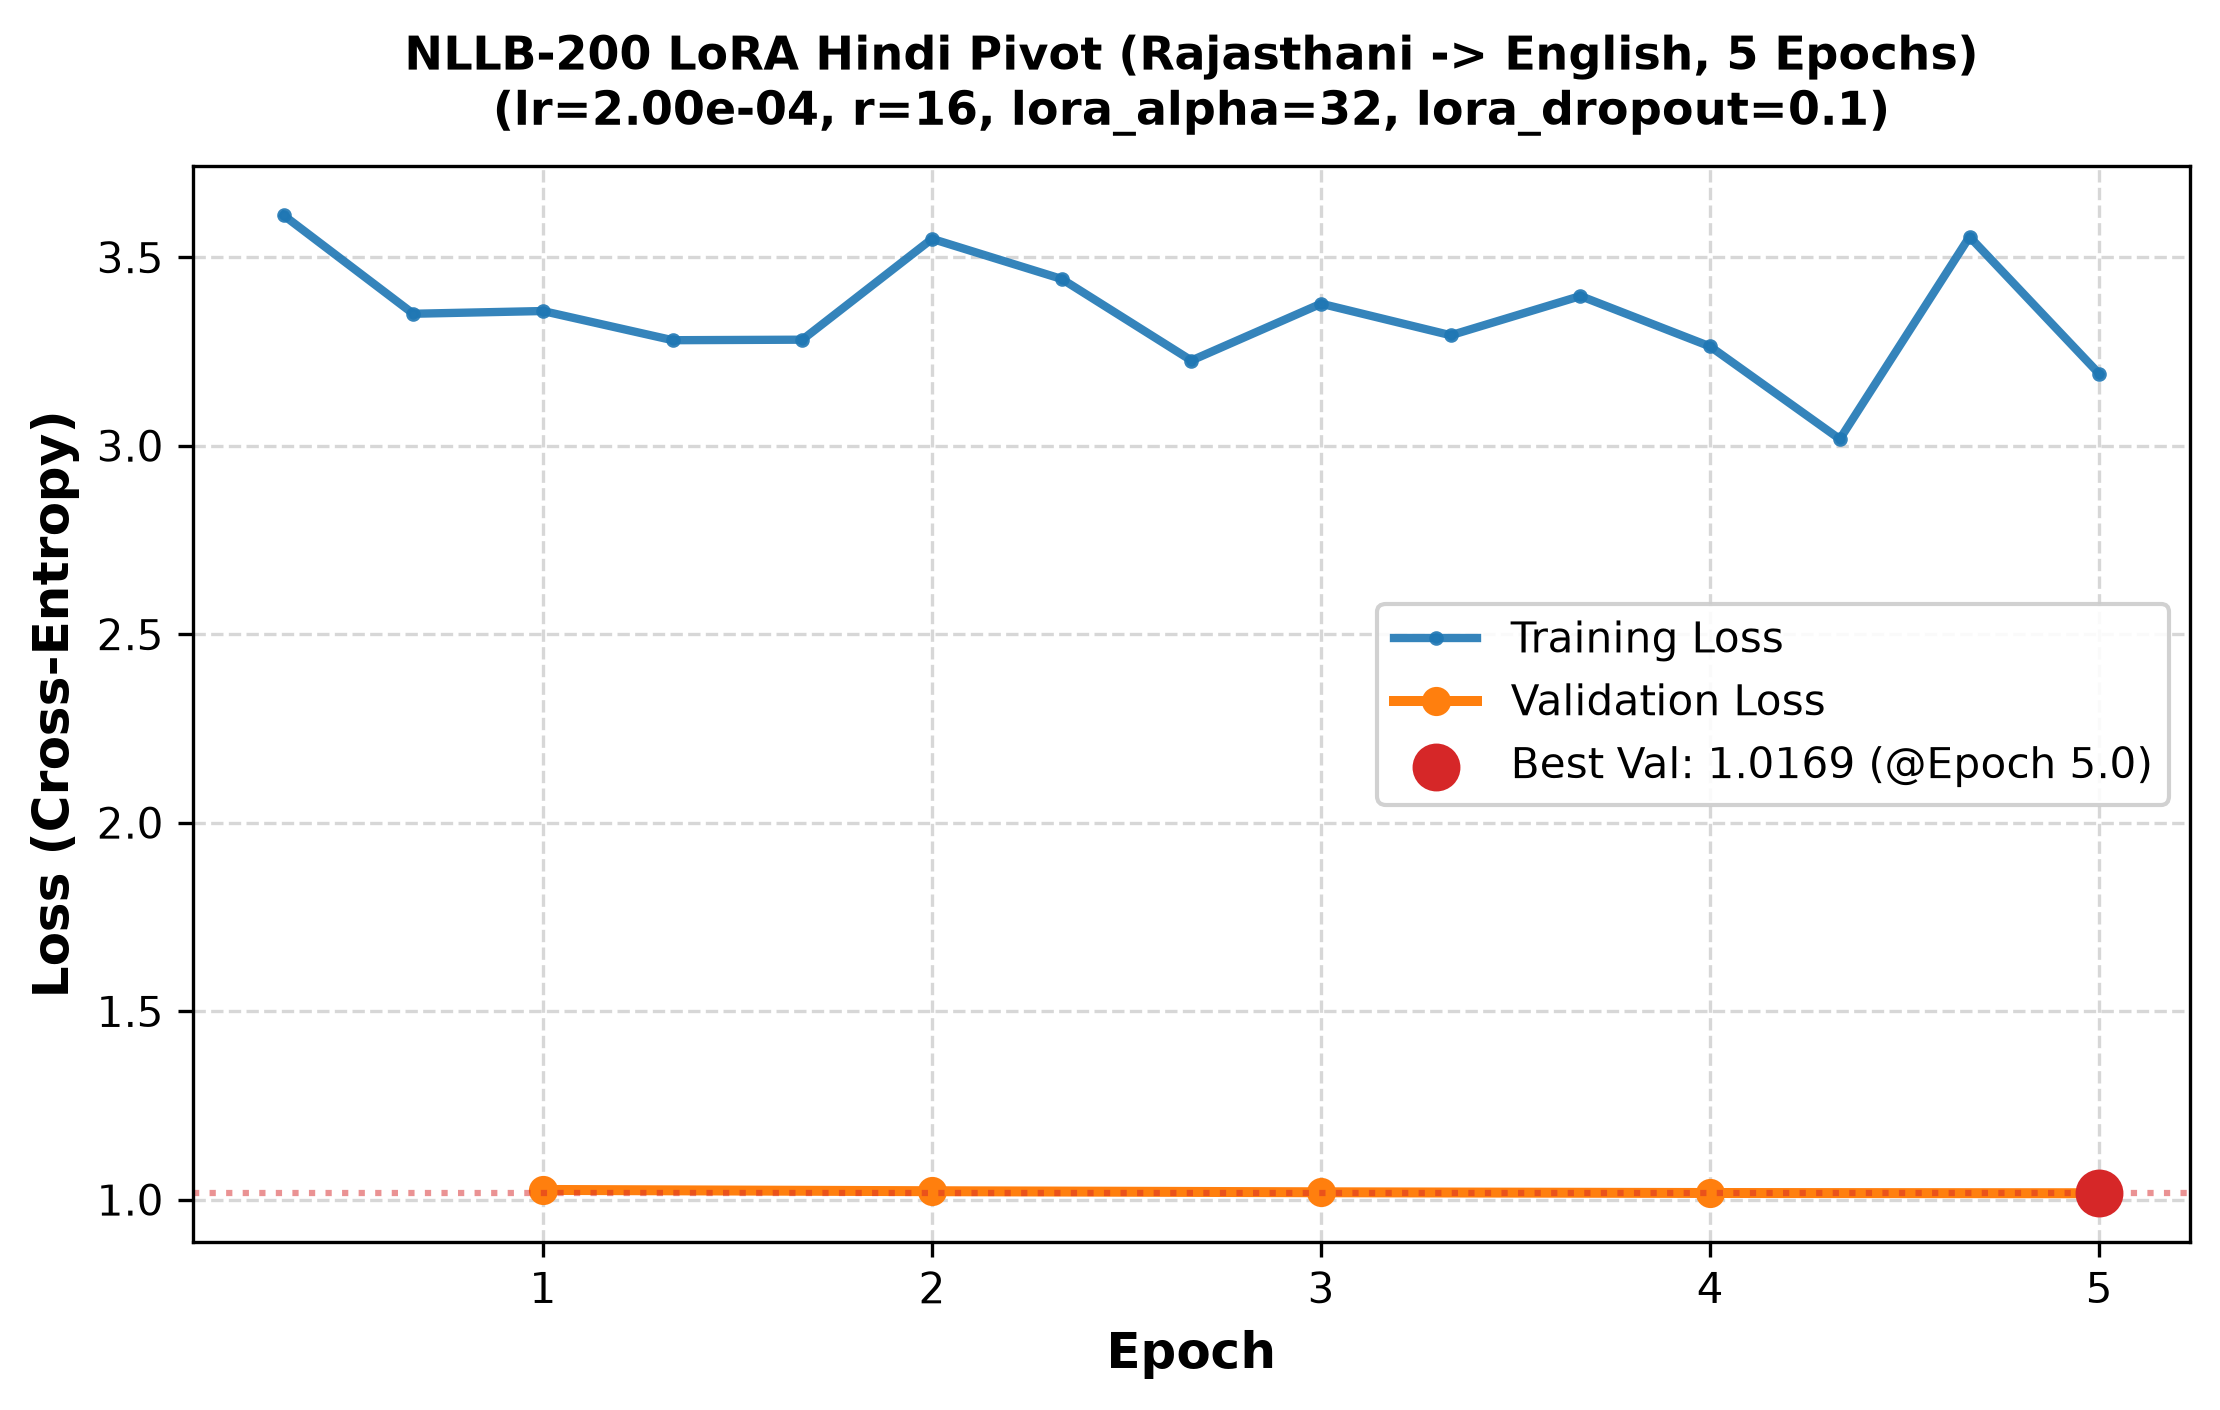 NLLB-200 LoRA Hindi Pivot (Rajasthani -> English, 5 Epochs)
(lr=2.00e-04, r=16, lora_alpha=32, lora_dropout=0.1)
Loss (Cross-Entropy)
3.5
3.0
2.5
2.0
1.5
1.0
Training Loss
Validation Loss
Best Val: 1.0169 (@Epoch 5.0)
1 2 3 4 5
Epoch